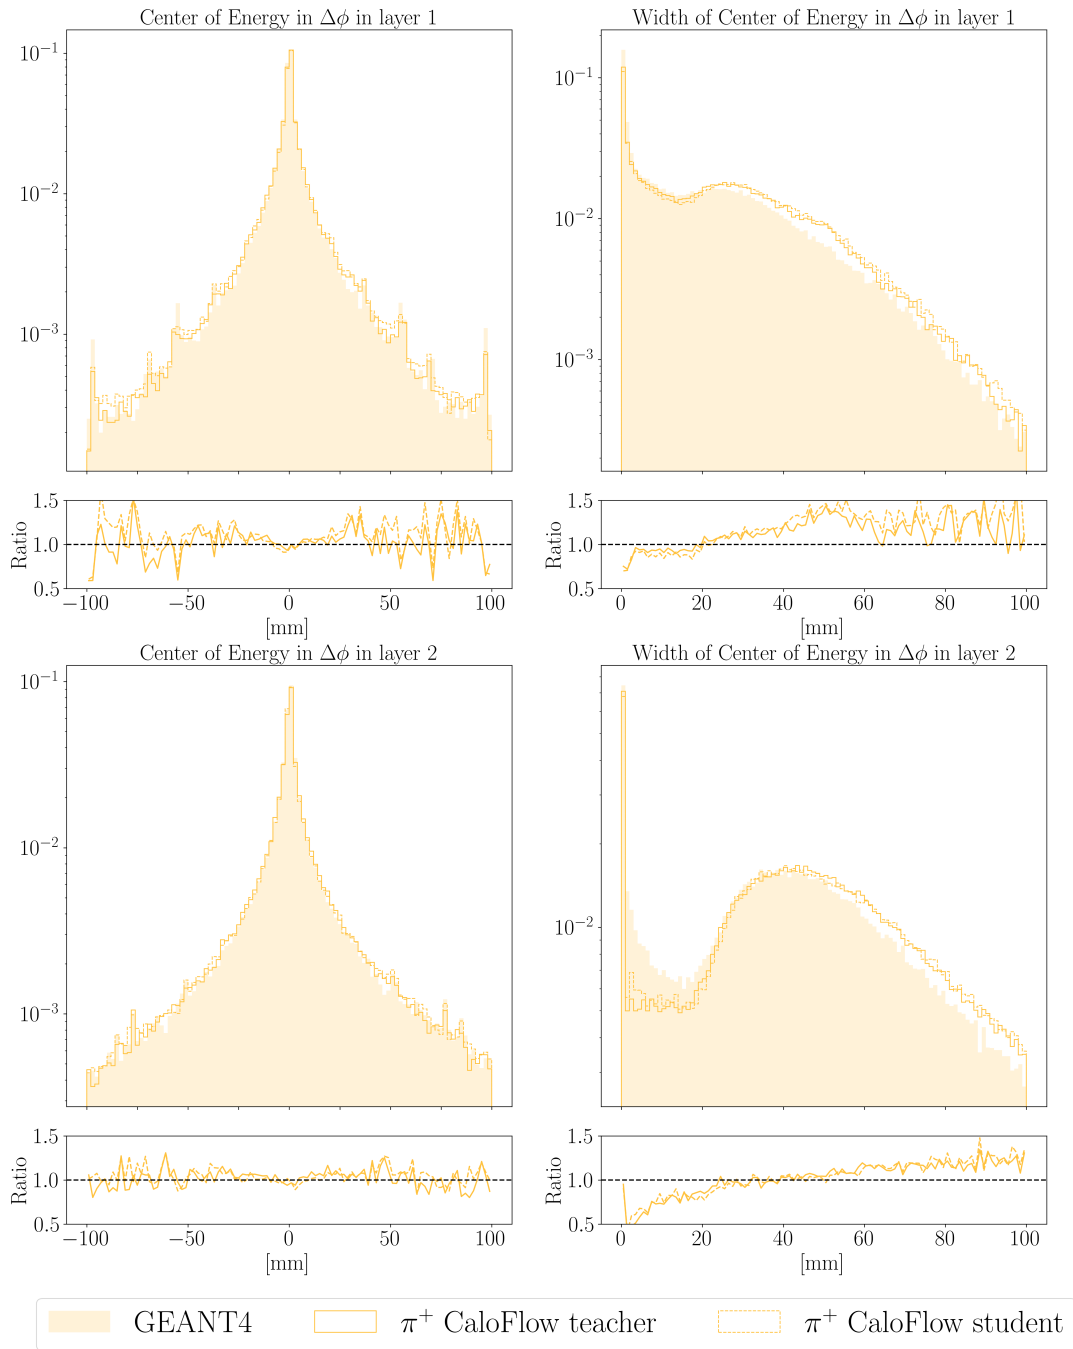 Center of Energy in Δϕ in layer 1
10⁻¹
10⁻²
10⁻³
Ratio
1.5
1.0
0.5
−100 −50 0 50 100
[mm]
Width of Center of Energy in Δϕ in layer 1
10⁻¹
10⁻²
10⁻³
Ratio
1.5
1.0
0.5
0 20 40 60 80 100
[mm]
Center of Energy in Δϕ in layer 2
10⁻¹
10⁻²
10⁻³
Ratio
1.5
1.0
0.5
−100 −50 0 50 100
[mm]
Width of Center of Energy in Δϕ in layer 2
10⁻²
Ratio
1.5
1.0
0.5
0 20 40 60 80 100
[mm]
GEANT4 π⁺ CaloFlow teacher π⁺ CaloFlow student